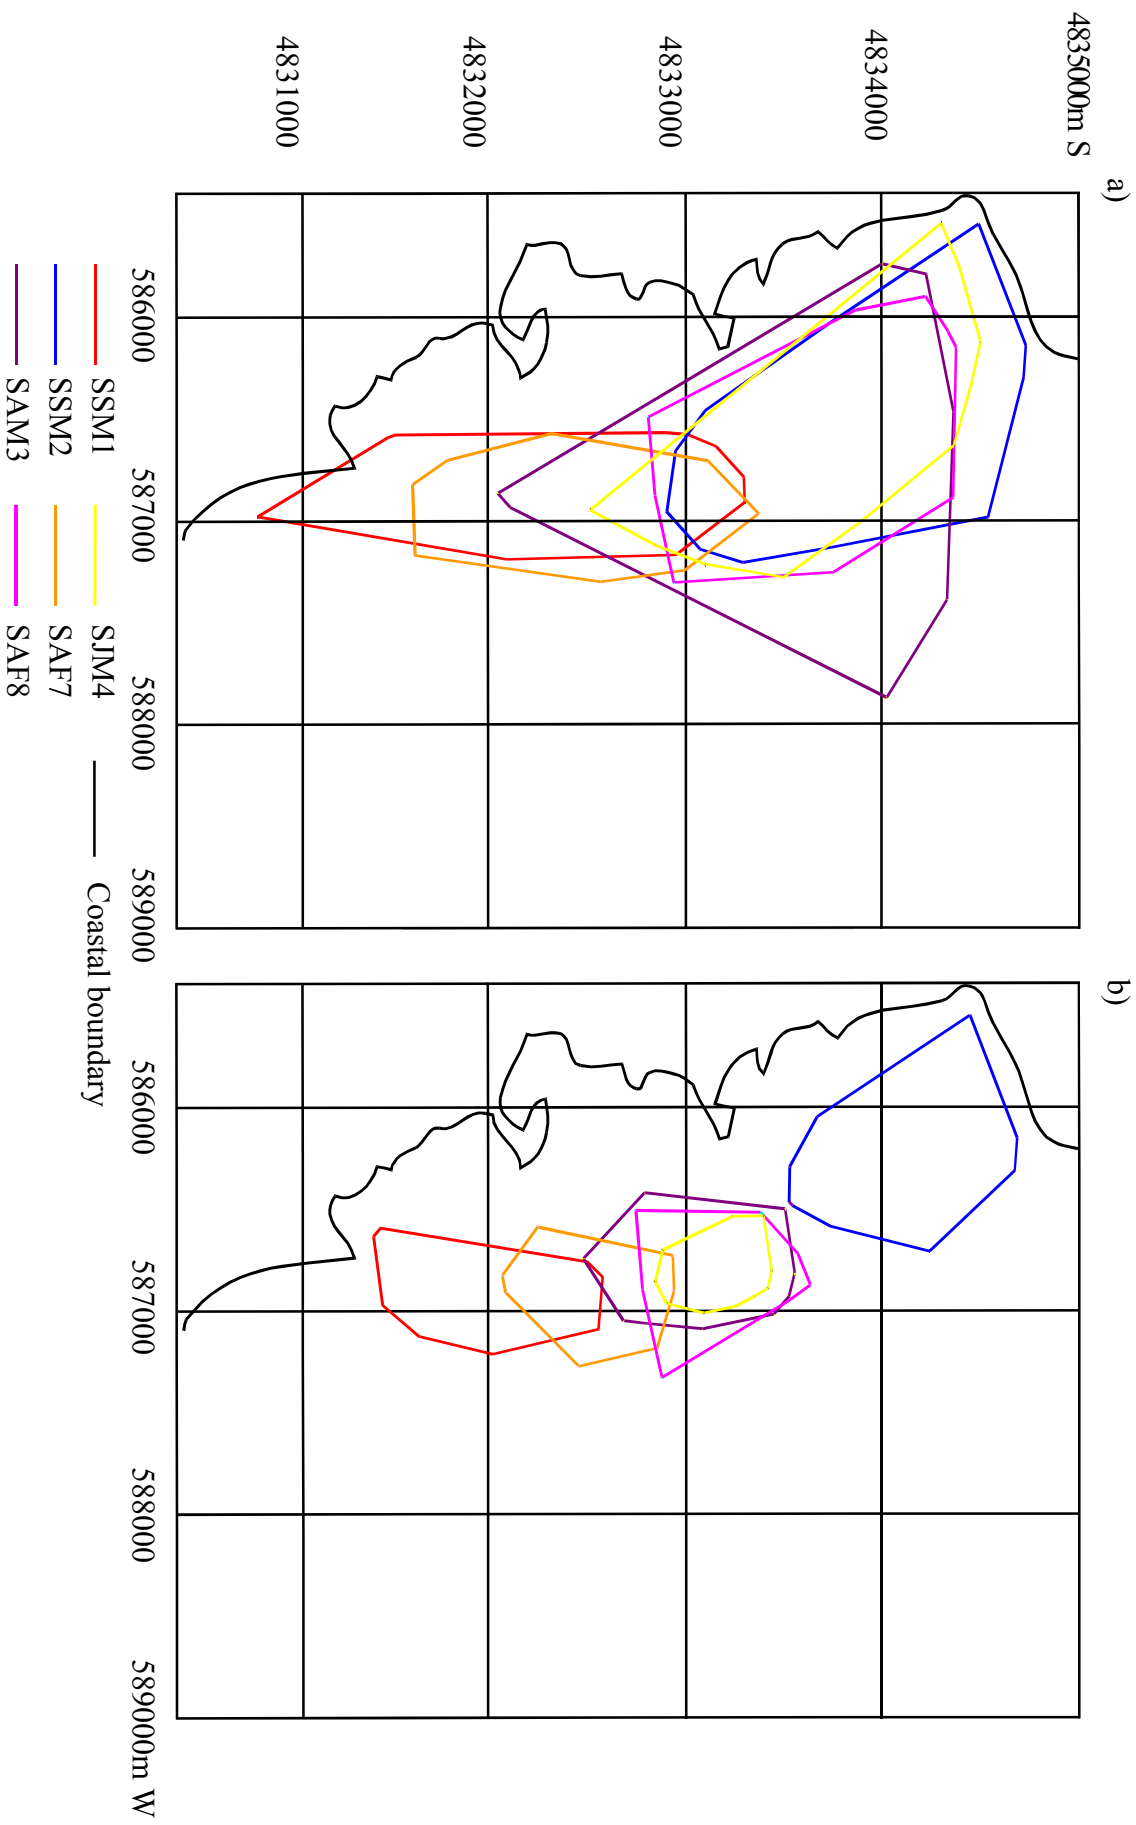 a)
b)
4835000m S
4834000
4833000
4832000
4831000
586000 587000 588000 589000
586000 587000 588000 589000m W
SSM1 SJM4 Coastal boundary
SSM2 SAF7
SAM3 SAF8